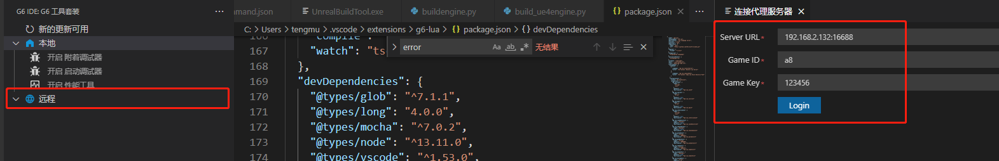 G6 IDE: G6 工具套装 ···
新的更新可用
本地
开启 附着调试器
开启 启动调试器
开启 性能工具
远程
mmand.json
UnrealBuildTool.exe
buildengine.py
build_ue4engine.py
{} package.json × ···
C: > Users > tengmu > .vscode > extensions > g6-lua > {} package.json > {} devDependencies
error Aa ab .* 无结果
166 "compile"
167 "watch": "ts
168 },
169 "devDependencies": {
170 "@types/glob": "^7.1.1",
171 "@types/long": "4.0.0",
172 "@types/mocha": "^7.0.2",
173 "@types/node": "^13.11.0",
174 "@types/vscode": "^1.53.0",
连接代理服务器 ×
Server URL * 192.168.2.132:16688
Game ID * a8
Game Key * 123456
Login